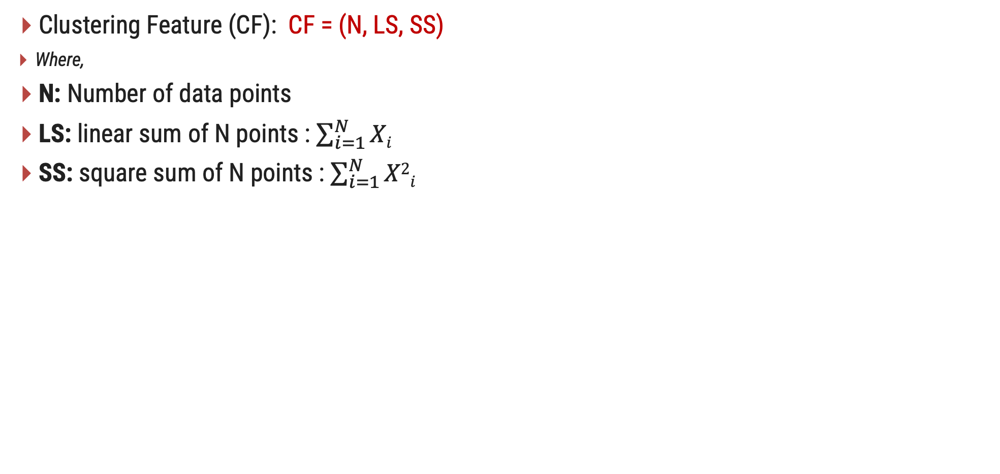 Clustering Feature (CF): CF = (N, LS, SS)
Where,
N: Number of data points
LS: linear sum of N points : $\sum_{i=1}^{N} X_i$
SS: square sum of N points : $\sum_{i=1}^{N} X^2{}_i$